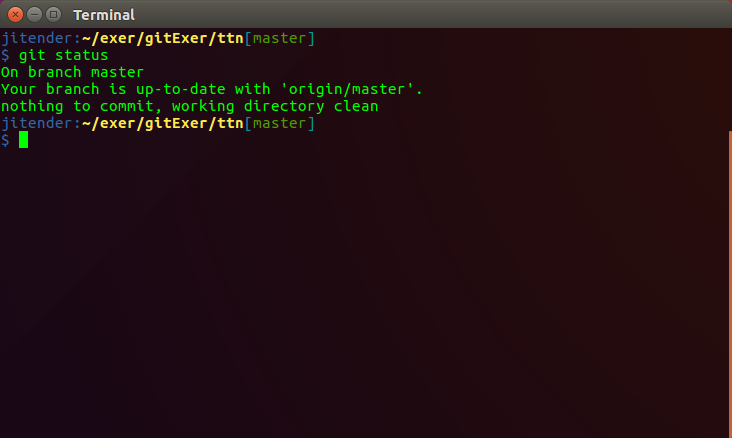 Terminal
jitender:~/exer/gitExer/ttn[master]
$ git status
On branch master
Your branch is up-to-date with 'origin/master'.
nothing to commit, working directory clean
jitender:~/exer/gitExer/ttn[master]
$